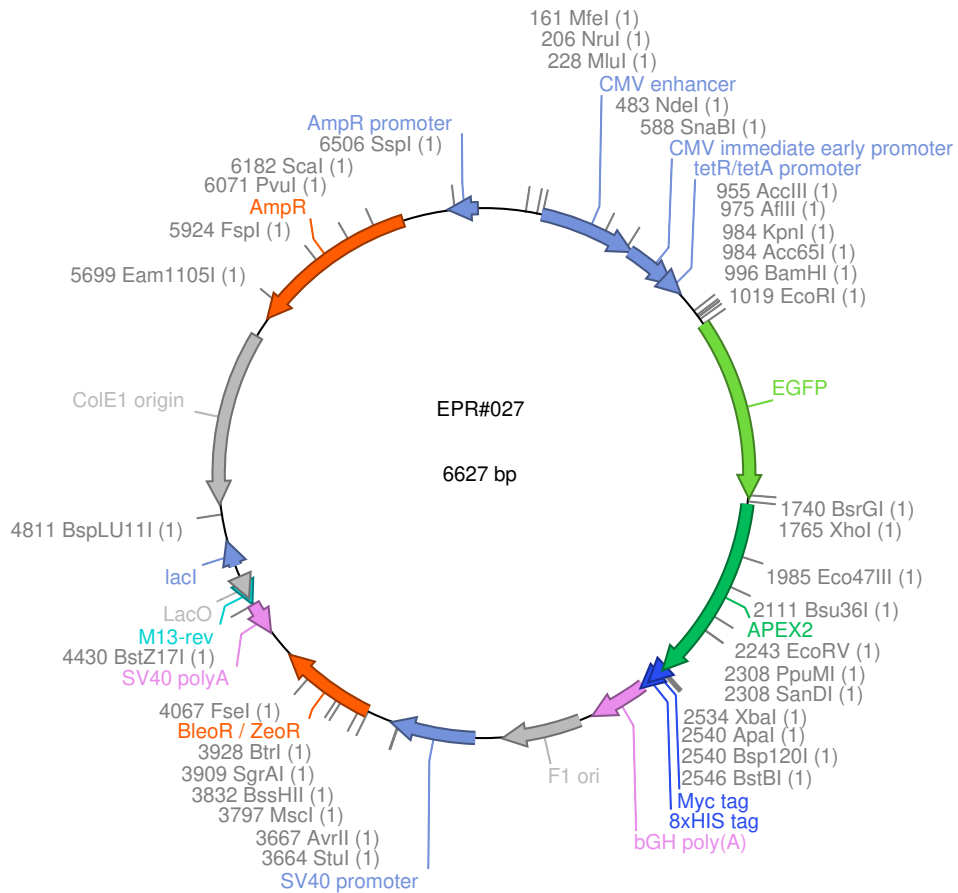 161 MfeI (1)
206 NruI (1)
228 MluI (1)
CMV enhancer
483 NdeI (1)
588 SnaBI (1)
CMV immediate early promoter
tetR/tetA promoter
955 AccIII (1)
975 AflII (1)
984 KpnI (1)
984 Acc65I (1)
996 BamHI (1)
1019 EcoRI (1)
EGFP
1740 BsrGI (1)
1765 XhoI (1)
1985 Eco47III (1)
2111 Bsu36I (1)
APEX2
2243 EcoRV (1)
2308 PpuMI (1)
2308 SanDI (1)
2534 XbaI (1)
2540 ApaI (1)
2540 Bsp120I (1)
2546 BstBI (1)
Myc tag
8xHIS tag
bGH poly(A)
F1 ori
SV40 promoter
3664 StuI (1)
3667 AvrII (1)
3797 MscI (1)
3832 BssHII (1)
3909 SgrAI (1)
3928 BtrI (1)
BleoR / ZeoR
4067 FseI (1)
SV40 polyA
4430 BstZ17I (1)
M13-rev
LacO
lacI
4811 BspLU11I (1)
ColE1 origin
5699 Eam1105I (1)
5924 FspI (1)
AmpR
6071 PvuI (1)
6182 ScaI (1)
6506 SspI (1)
AmpR promoter
EPR#027
6627 bp